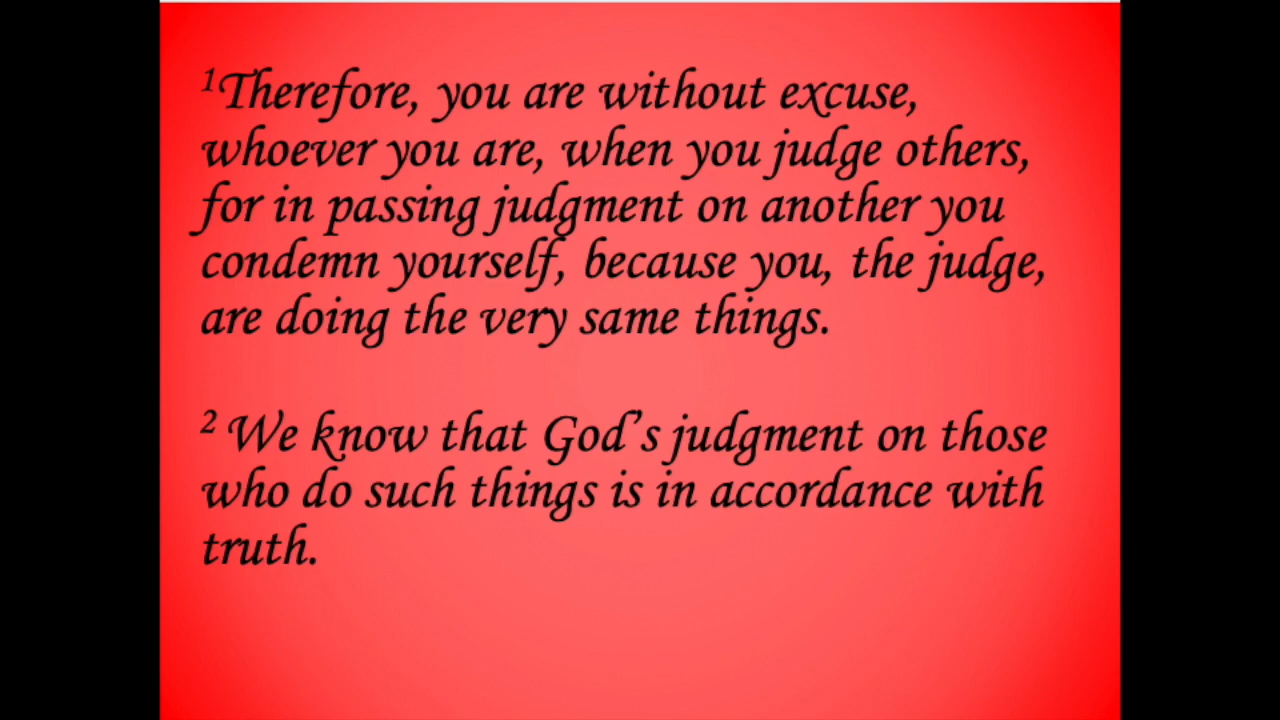 ¹Therefore, you are without excuse,
whoever you are, when you judge others,
for in passing judgment on another you
condemn yourself, because you, the judge,
are doing the very same things.
² We know that God’s judgment on those
who do such things is in accordance with
truth.